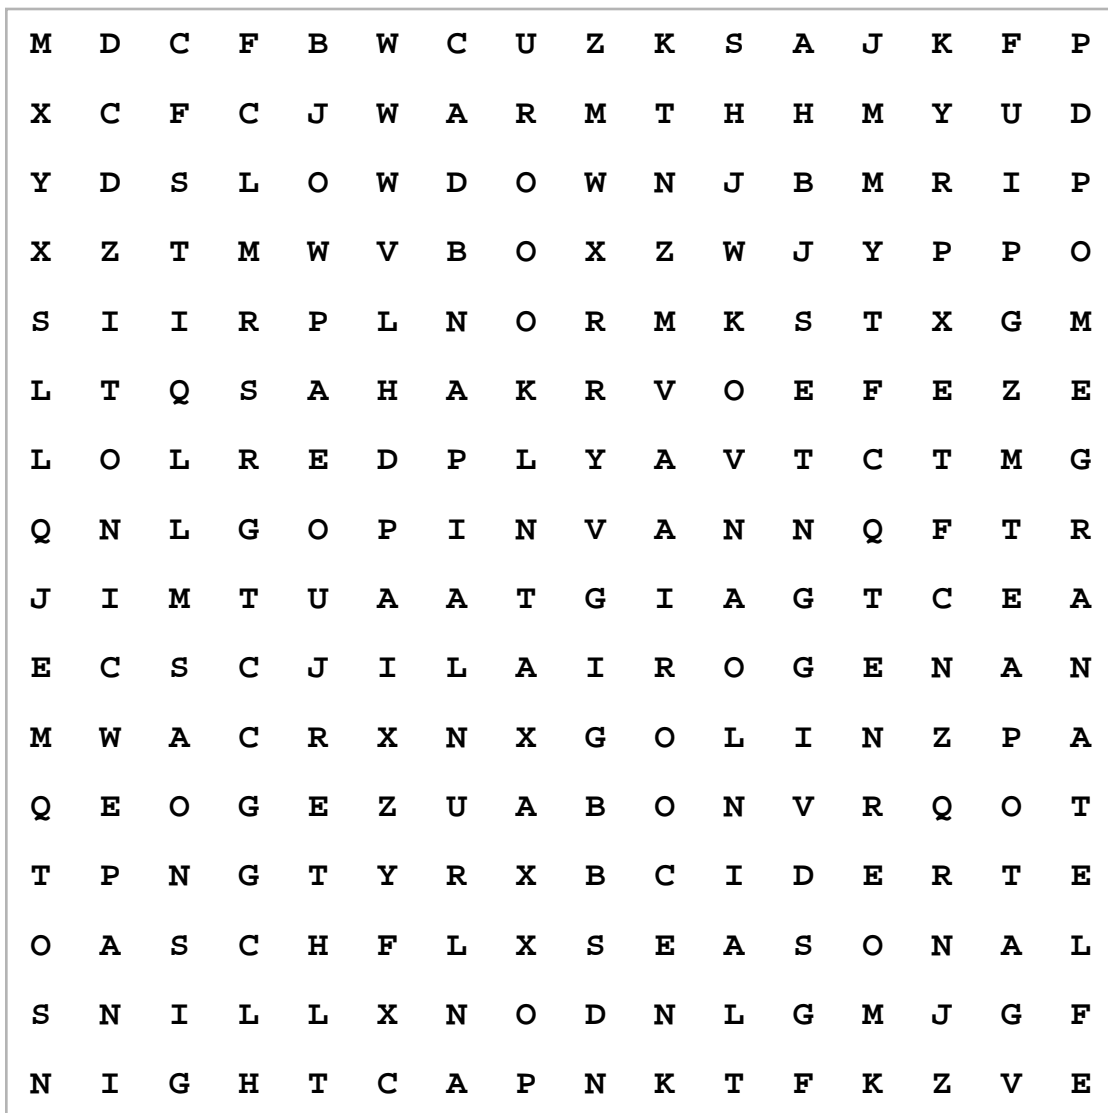 M D C F B W C U Z K S A J K F P
X C F C J W A R M T H H M Y U D
Y D S L O W D O W N J B M R I P
X Z T M W V B O X Z W J Y P P O
S I I R P L N O R M K S T X G M
L T Q S A H A K R V O E F E Z E
L O L R E D P L Y A V T C T M G
Q N L G O P I N V A N N Q F T R
J I M T U A A T G I A G T C E A
E C S C J I L A I R O G E N A N
M W A C R X N X G O L I N Z P A
Q E O G E Z U A B O N V R Q O T
T P N G T Y R X B C I D E R T E
O A S C H F L X S E A S O N A L
S N I L L X N O D N L G M J G F
N I G H T C A P N K T F K Z V E